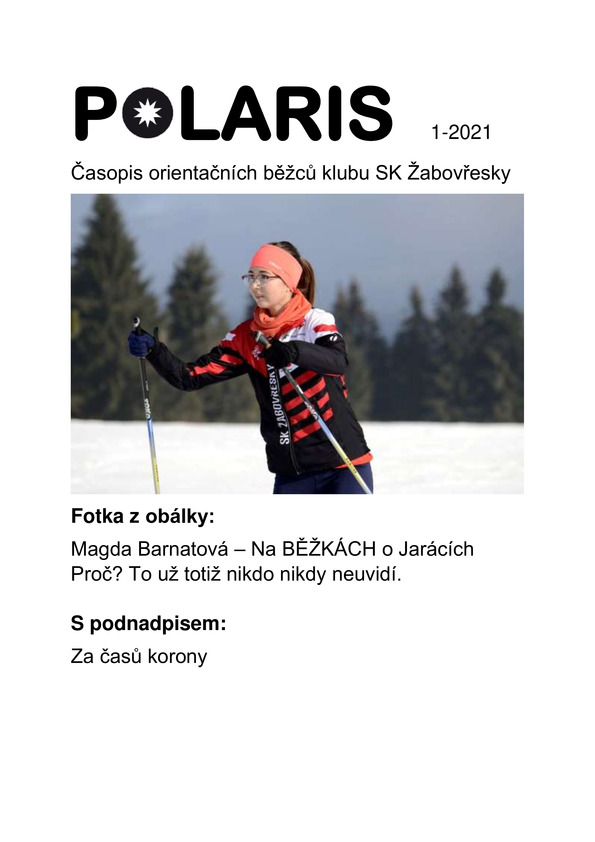 POLARIS 1-2021
Časopis orientačních běžců klubu SK Žabovřesky
SK ŽABOVŘESKY
Fotka z obálky:
Magda Barnatová – Na BĚŽKÁCH o Jarácích
Proč? To už totiž nikdo nikdy neuvidí.
S podnadpisem:
Za časů korony